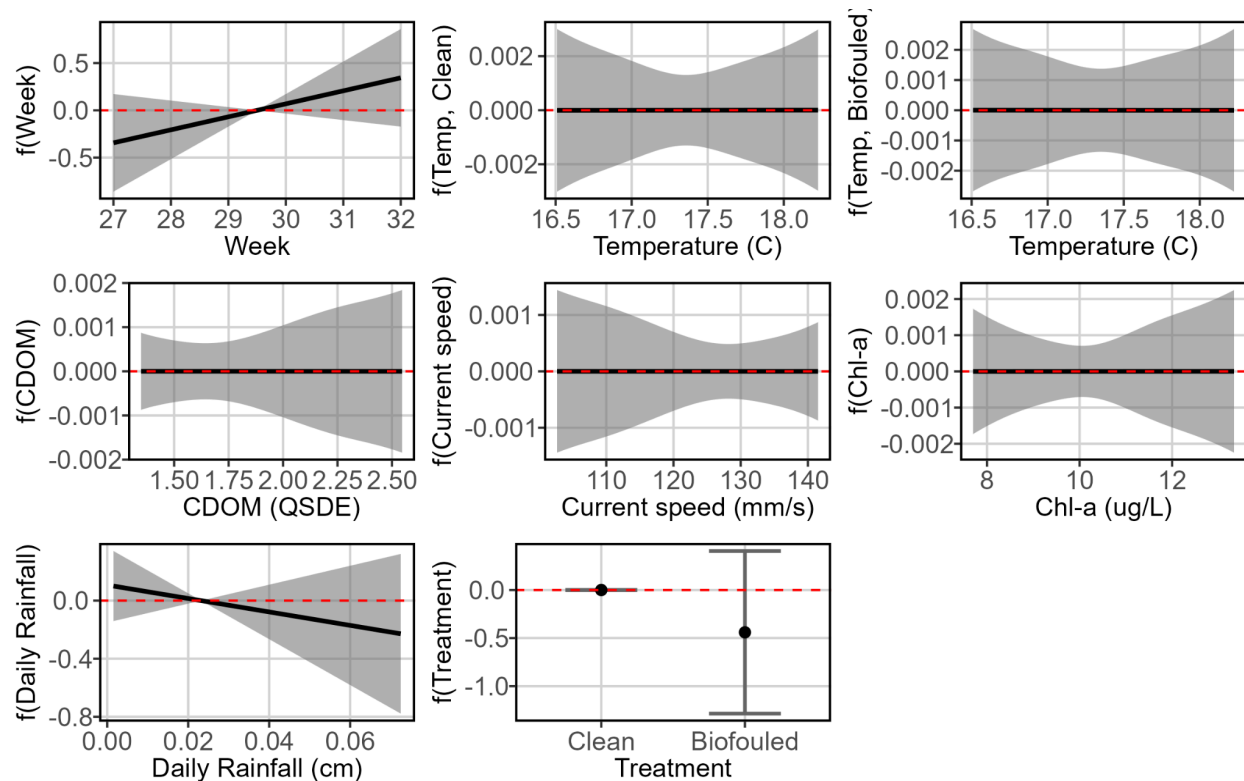 f(Week)
0.5
0.0
-0.5
27 28 29 30 31 32
Week
f(Temp, Clean)
0.002
0.000
-0.002
16.5 17.0 17.5 18.0
Temperature (C)
f(Temp, Biofouled)
0.002
0.001
0.000
-0.001
-0.002
16.5 17.0 17.5 18.0
Temperature (C)
f(CDOM)
0.002
0.001
0.000
-0.001
-0.002
1.50 1.75 2.00 2.25 2.50
CDOM (QSDE)
f(Current speed)
0.001
0.000
-0.001
110 120 130 140
Current speed (mm/s)
f(Chl-a)
0.002
0.001
0.000
-0.001
-0.002
8 10 12
Chl-a (ug/L)
f(Daily Rainfall)
0.0
-0.4
-0.8
0.00 0.02 0.04 0.06
Daily Rainfall (cm)
f(Treatment)
0.0
-0.5
-1.0
Clean Biofouled
Treatment